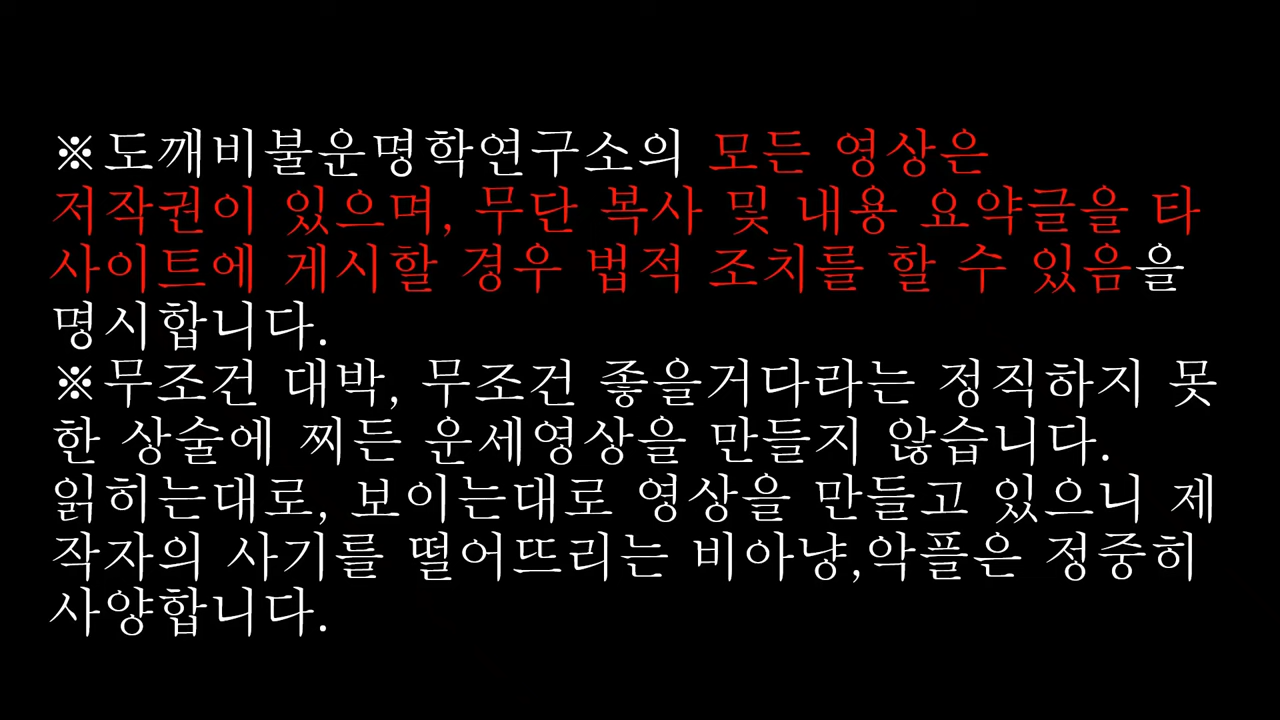 ※도깨비불운명학연구소의 모든 영상은
저작권이 있으며, 무단 복사 및 내용 요약글을 타
사이트에 게시할 경우 법적 조치를 할 수 있음을
명시합니다.
※무조건 대박, 무조건 좋을거다라는 정직하지 못
한 상술에 찌든 운세영상을 만들지 않습니다.
읽히는대로, 보이는대로 영상을 만들고 있으니 제
작자의 사기를 떨어뜨리는 비아냥,악플은 정중히
사양합니다.